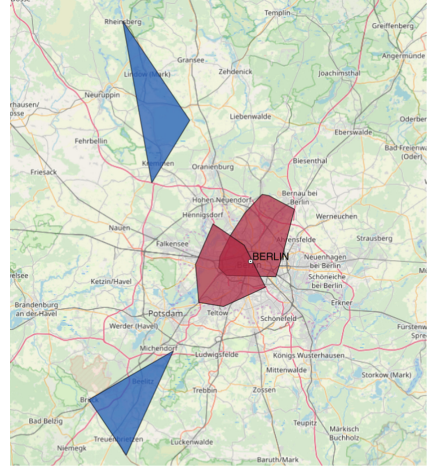 Templin
Rheinsberg
Greiffenberg
Gransee
Angermünde
Zehdenick
Joachimsthal
Lindow (Mark)
Neuruppin
Liebenwalde
Eberswalde
Fehrbellin
Bad Freienwa
(Oder)
Kremmen
Biesenthal
Oranienburg
Friesack
Hohen Neuendorf
Bernau bei
Berlin
Hennigsdorf
Werneuchen
Nauen
Falkensee
Ahrensfelde
Strausberg
BERLIN
Neuenhagen
bei Berlin
Schöneiche
bei Berlin
Ketzin/Havel
Erkner
Brandenburg
an der Havel
Potsdam
Teltow
Werder (Havel)
Schönefeld
Michendorf
Ludwigsfelde
Königs Wusterhausen
Mittenwalde
Storkow (Mark)
Beelitz
Trebbin
Zossen
Bad Belzig
Teupitz
Märkisch
Buchholz
Treuenbrietzen
Luckenwalde
Niemegk
Baruth/Mark